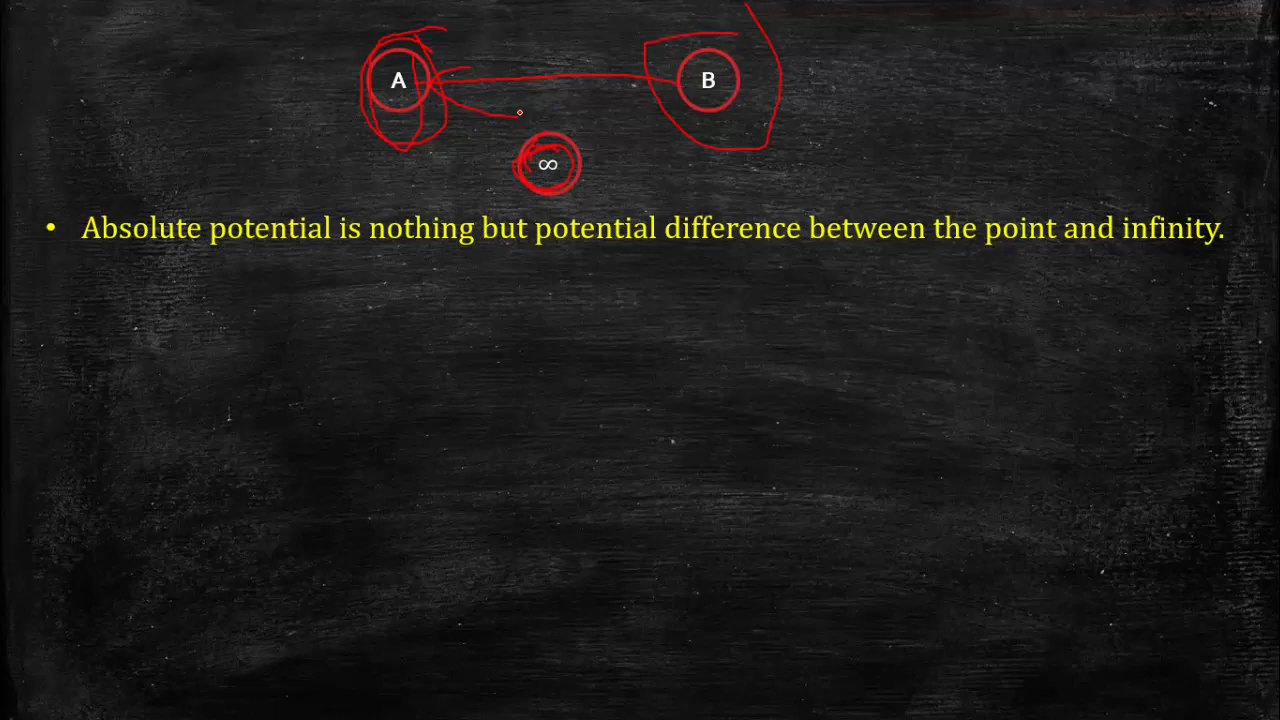 A B
∞
• Absolute potential is nothing but potential difference between the point and infinity.